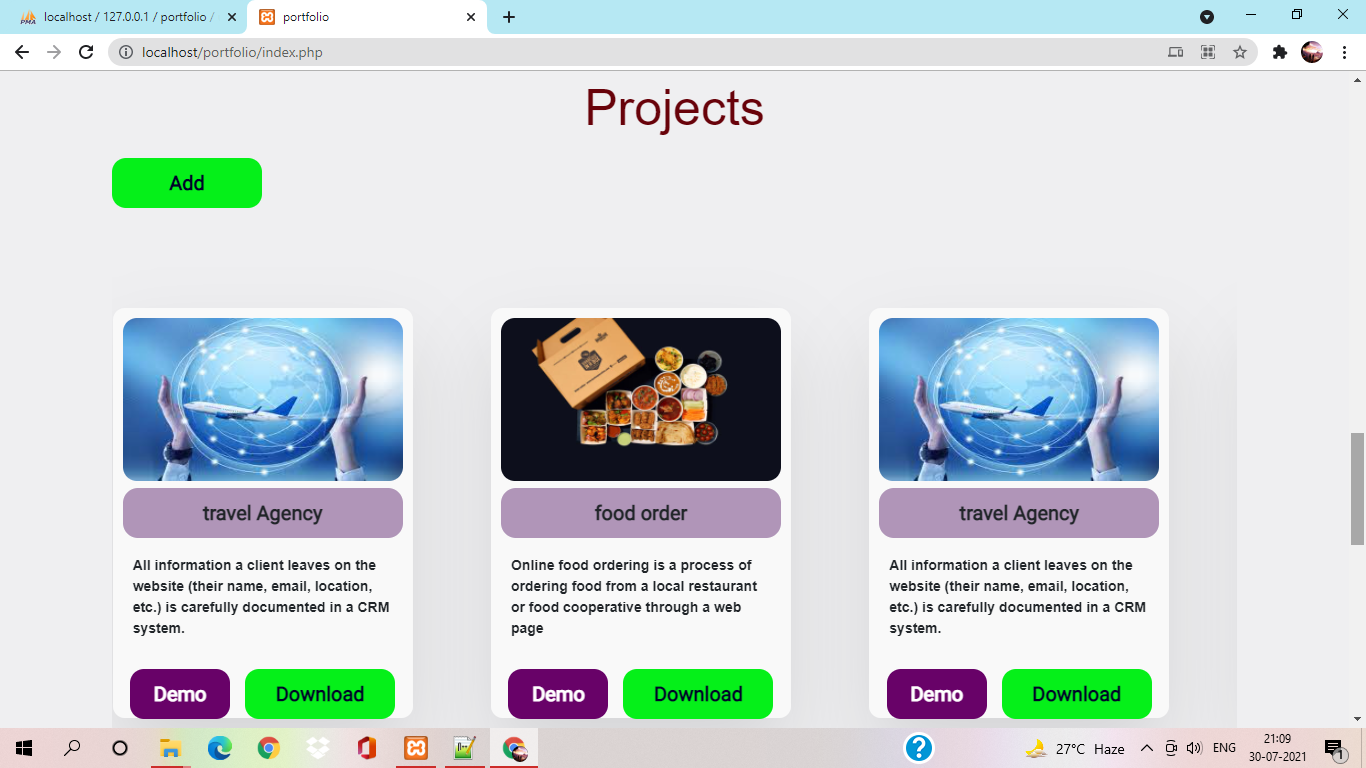 PMA
localhost / 127.0.0.1 / portfolio /
portfolio
localhost/portfolio/index.php
Projects
Add
travel Agency
All information a client leaves on the
website (their name, email, location,
etc.) is carefully documented in a CRM
system.
Demo
Download
food order
Online food ordering is a process of
ordering food from a local restaurant
or food cooperative through a web
page
Demo
Download
travel Agency
All information a client leaves on the
website (their name, email, location,
etc.) is carefully documented in a CRM
system.
Demo
Download
27°C Haze
ENG
21:09
30-07-2021
1